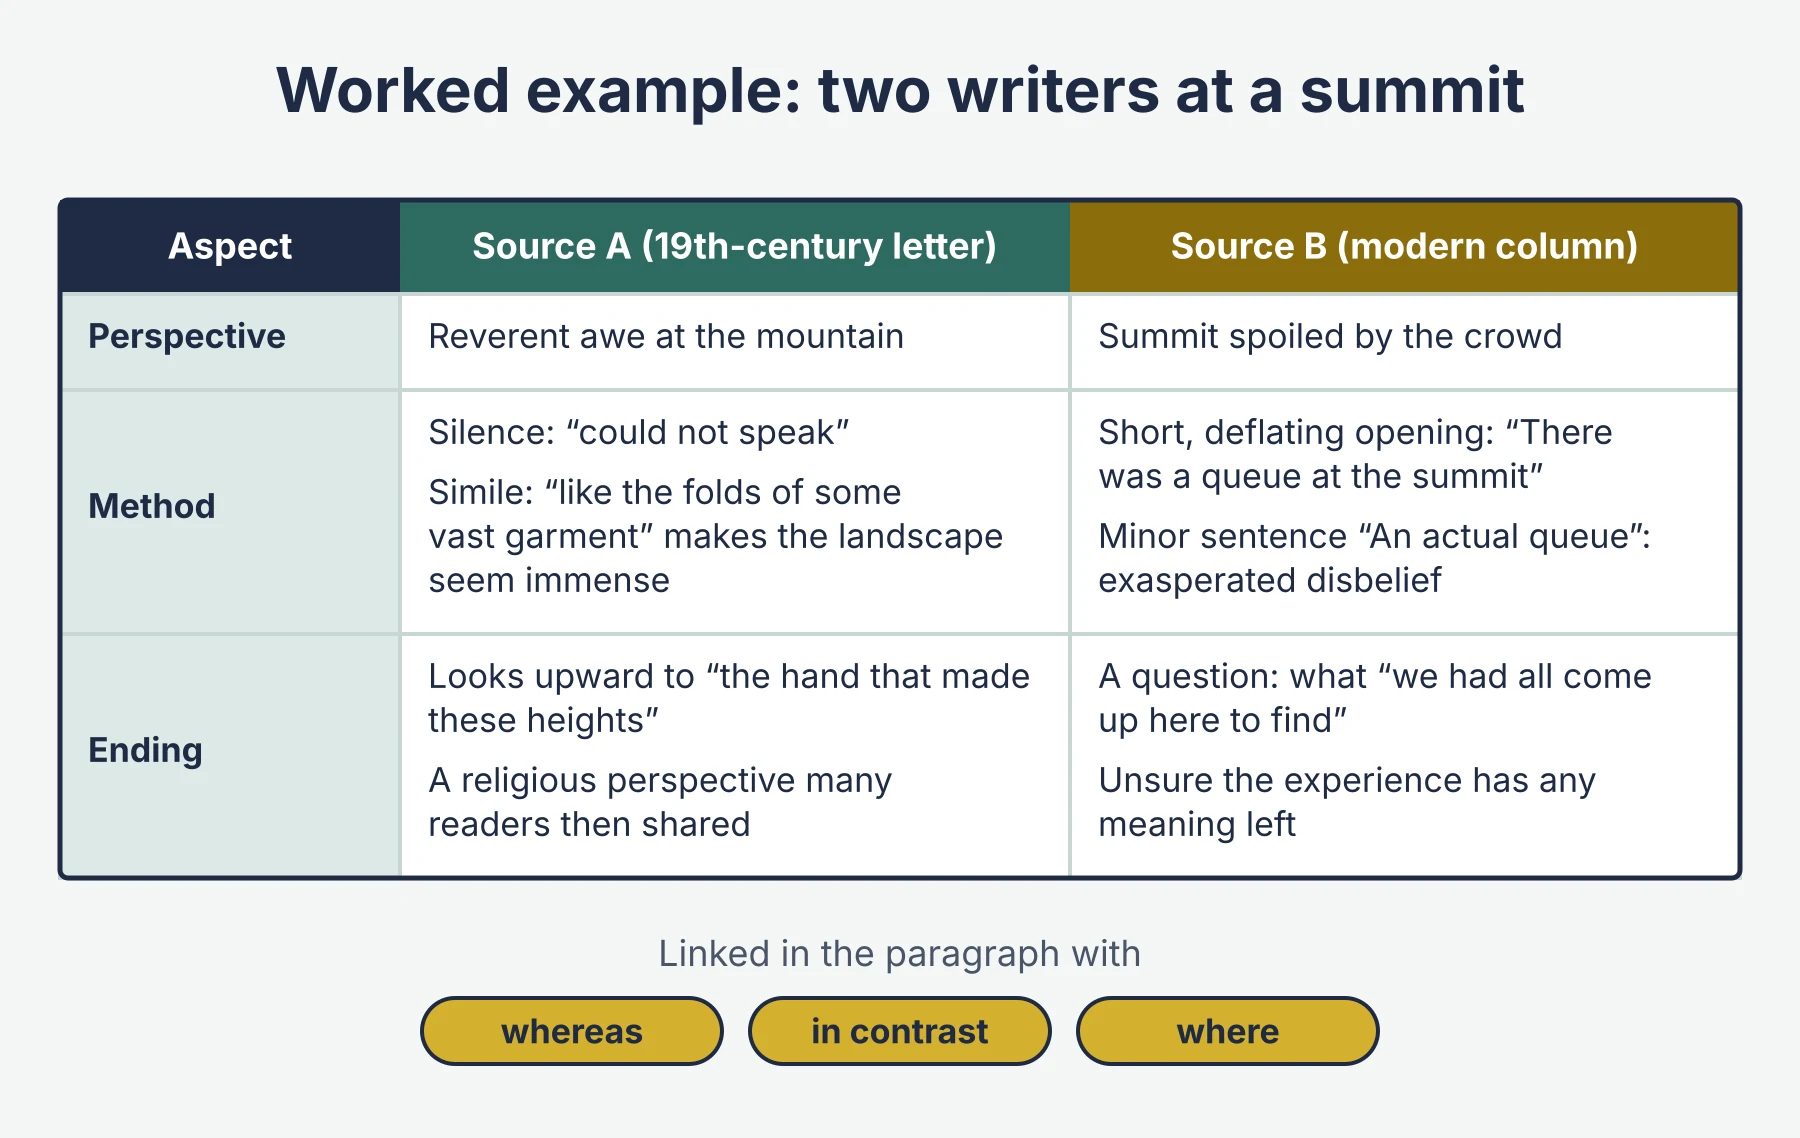 Worked example: two writers at a summit
Aspect
Source A (19th-century letter)
Source B (modern column)
Perspective
Reverent awe at the mountain
Summit spoiled by the crowd
Method
Silence: “could not speak”
Simile: “like the folds of some
vast garment” makes the landscape
seem immense
Short, deflating opening: “There
was a queue at the summit”
Minor sentence “An actual queue”:
exasperated disbelief
Ending
Looks upward to “the hand that made
these heights”
A religious perspective many
readers then shared
A question: what “we had all come
up here to find”
Unsure the experience has any
meaning left
Linked in the paragraph with
whereas
in contrast
where